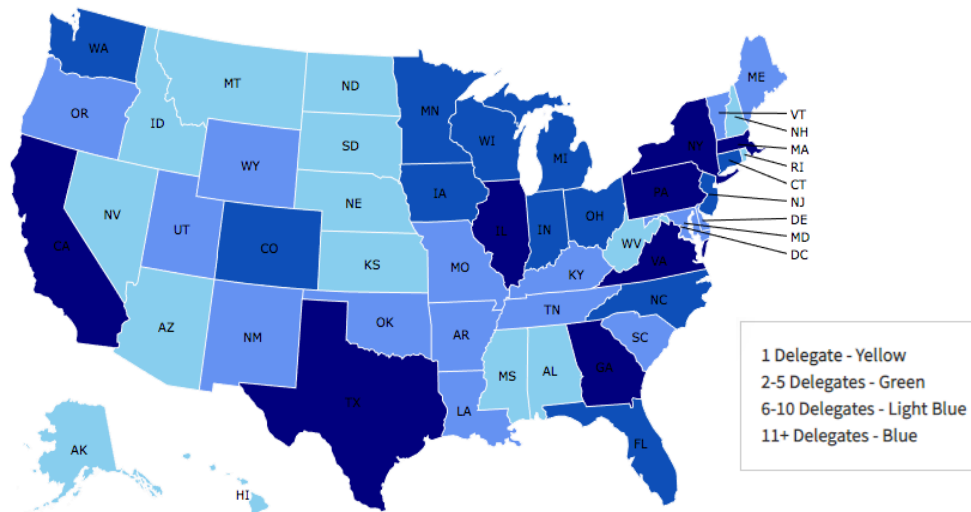 WA
MT
ND
ME
OR
MN
VT
ID
NH
SD
WI
NY
MA
WY
MI
RI
CT
IA
PA
NJ
NE
NV
OH
DE
UT
IL
IN
MD
CA
CO
WV
DC
KS
VA
MO
KY
NC
TN
OK
AZ
NM
AR
SC
1 Delegate - Yellow
MS
AL
GA
2-5 Delegates - Green
TX
LA
6-10 Delegates - Light Blue
11+ Delegates - Blue
FL
AK
HI